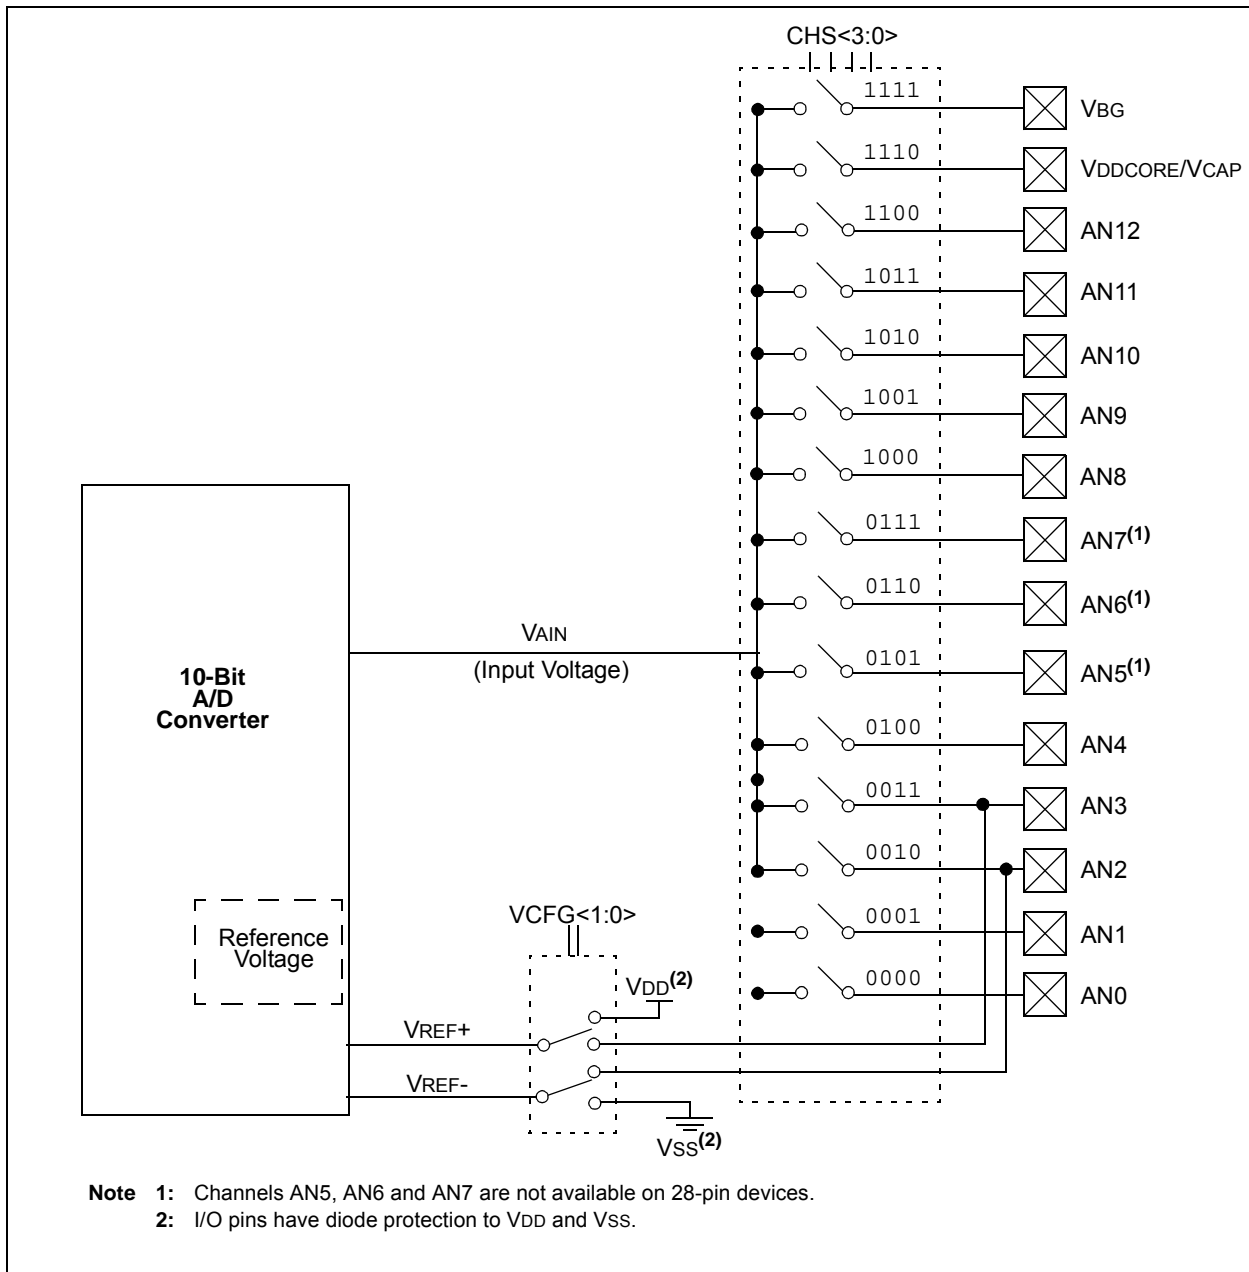 CHS<3:0>
1111 VBG
1110 VDDCORE/VCAP
1100 AN12
1011 AN11
1010 AN10
1001 AN9
1000 AN8
0111 AN7(1)
0110 AN6(1)
VAIN
(Input Voltage)
0101 AN5(1)
10-Bit
A/D
Converter
0100 AN4
0011 AN3
0010 AN2
VCFG<1:0>
0001 AN1
Reference
Voltage
VDD(2)
0000 AN0
VREF+
VREF-
VSS(2)
Note 1: Channels AN5, AN6 and AN7 are not available on 28-pin devices.
2: I/O pins have diode protection to VDD and VSS.